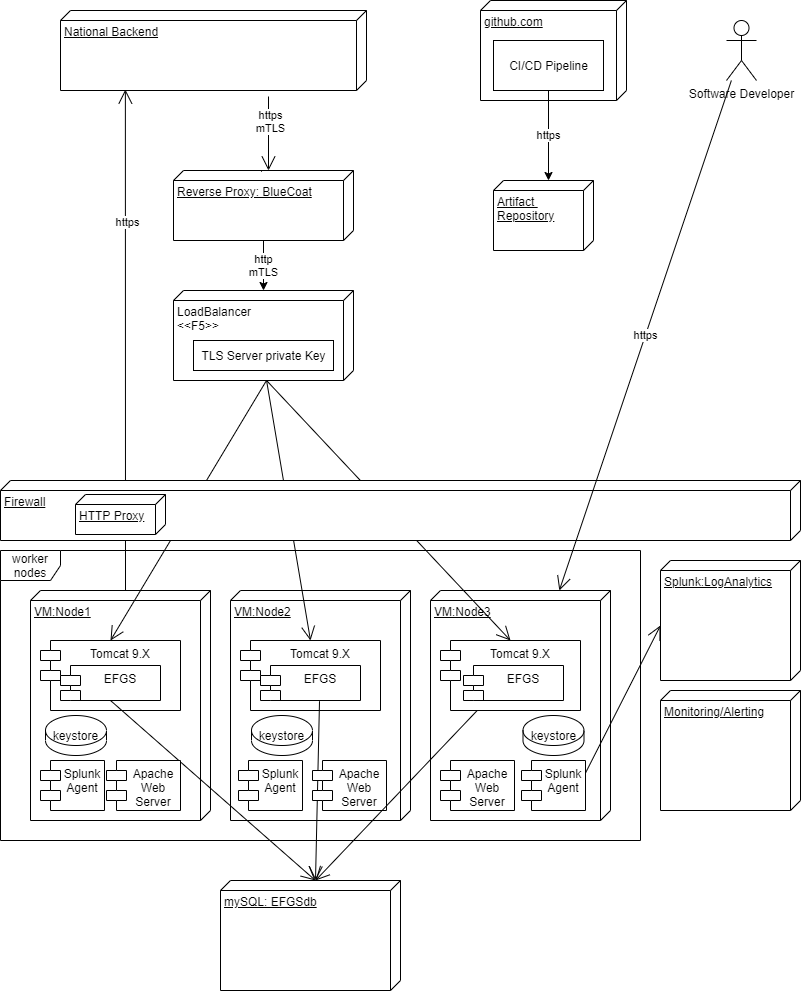 National Backend
github.com
CI/CD Pipeline
Software Developer
https
mTLS
https
Reverse Proxy: BlueCoat
Artifact
Repository
https
http
mTLS
LoadBalancer
<<F5>>
TLS Server private Key
https
Firewall
HTTP Proxy
worker
nodes
VM:Node1
Tomcat 9.X
EFGS
keystore
Splunk
Agent
Apache
Web
Server
VM:Node2
Tomcat 9.X
EFGS
keystore
Splunk
Agent
Apache
Web
Server
VM:Node3
Tomcat 9.X
EFGS
keystore
Apache
Web
Server
Splunk
Agent
Splunk:LogAnalytics
Monitoring/Alerting
mySQL: EFGSdb